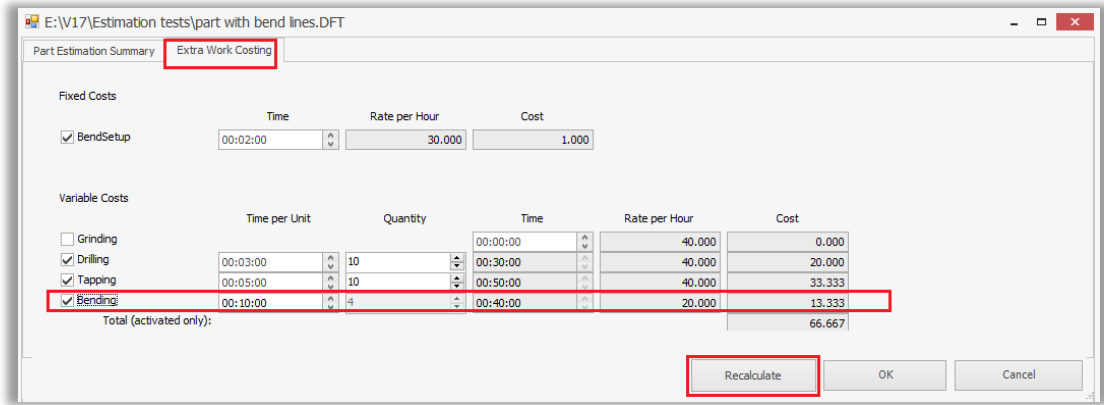 E:\V17\Estimation tests\part with bend lines.DFT
Part Estimation Summary Extra Work Costing
Fixed Costs
Time Rate per Hour Cost
BendSetup 00:02:00 30.000 1.000
Variable Costs
Time per Unit Quantity Time Rate per Hour Cost
Grinding 00:00:00 40.000 0.000
Drilling 00:03:00 10 00:30:00 40.000 20.000
Tapping 00:05:00 10 00:50:00 40.000 33.333
Bending 00:10:00 4 00:40:00 20.000 13.333
Total (activated only): 66.667
Recalculate OK Cancel